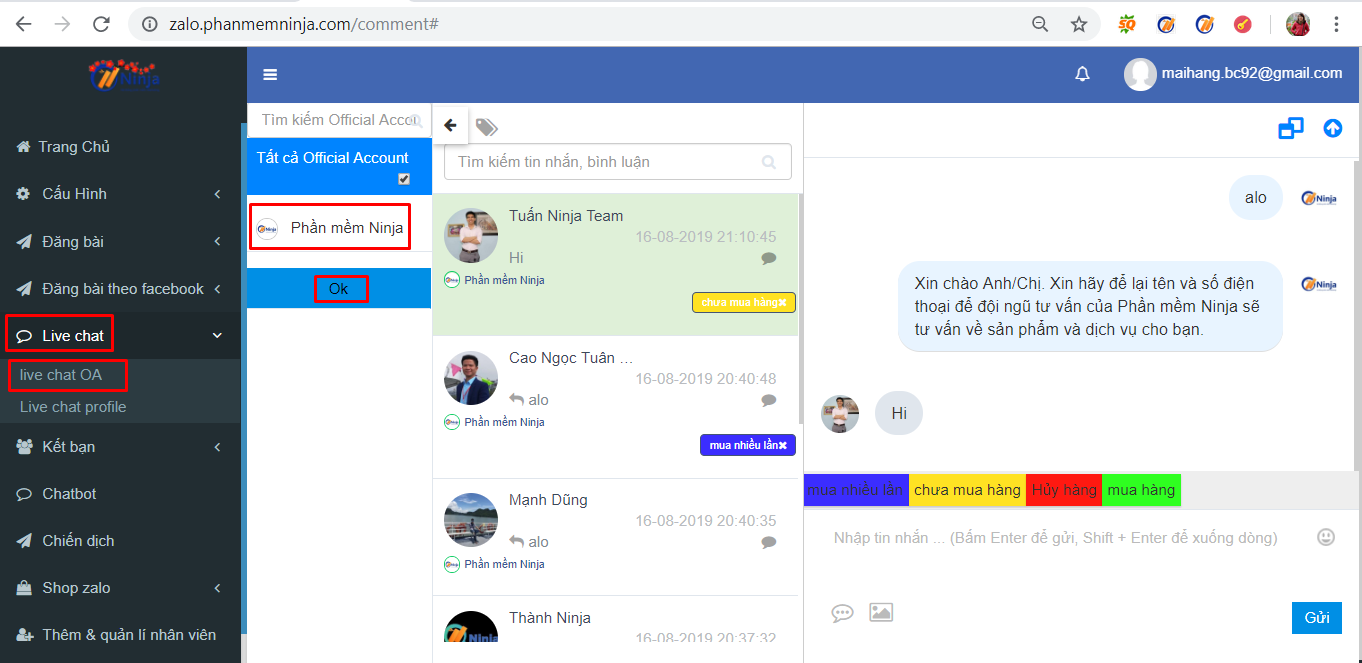 zalo.phanmemninja.com/comment#
Ninja
maihang.bc92@gmail.com
Trang Chủ
Cấu Hình
Đăng bài
Đăng bài theo facebook
Live chat
live chat OA
Live chat profile
Kết bạn
Chatbot
Chiến dịch
Shop zalo
Thêm & quản lí nhân viên
Tìm kiếm Official Accou
Tất cả Official Account
Phần mềm Ninja
Ok
Tìm kiếm tin nhắn, bình luận
Tuấn Ninja Team
16-08-2019 21:10:45
Hi
Phần mềm Ninja
chưa mua hàng
Cao Ngọc Tuân ...
16-08-2019 20:40:48
alo
Phần mềm Ninja
mua nhiều lần
Mạnh Dũng
16-08-2019 20:40:35
alo
Phần mềm Ninja
Thành Ninja
16-08-2019 20:37:32
Ninja
alo
Ninja
Xin chào Anh/Chị. Xin hãy để lại tên và số điện
thoại để đội ngũ tư vấn của Phần mềm Ninja sẽ
tư vấn về sản phẩm và dịch vụ cho bạn.
Ninja
Hi
mua nhiều lần chưa mua hàng Hủy hàng mua hàng
Nhập tin nhắn ... (Bấm Enter để gửi, Shift + Enter để xuống dòng)
Gửi